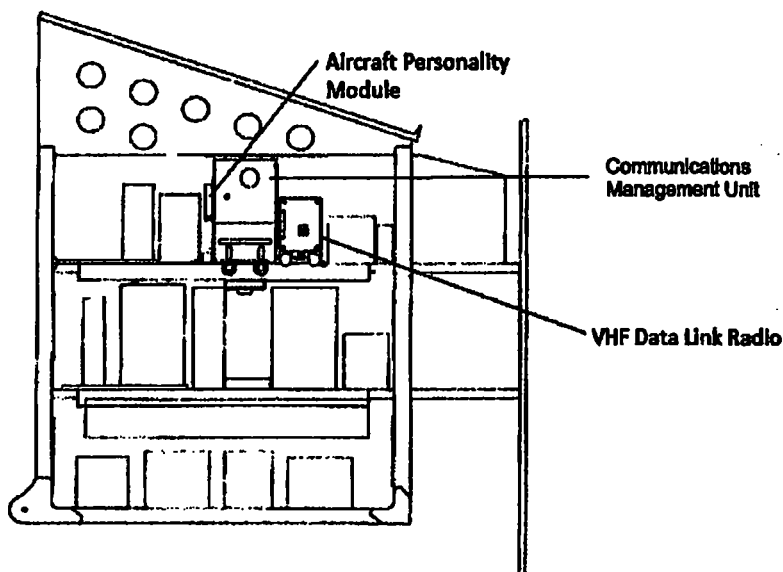 Aircraft Personality
Module
Communications
Management Unit
VHF Data Link Radio